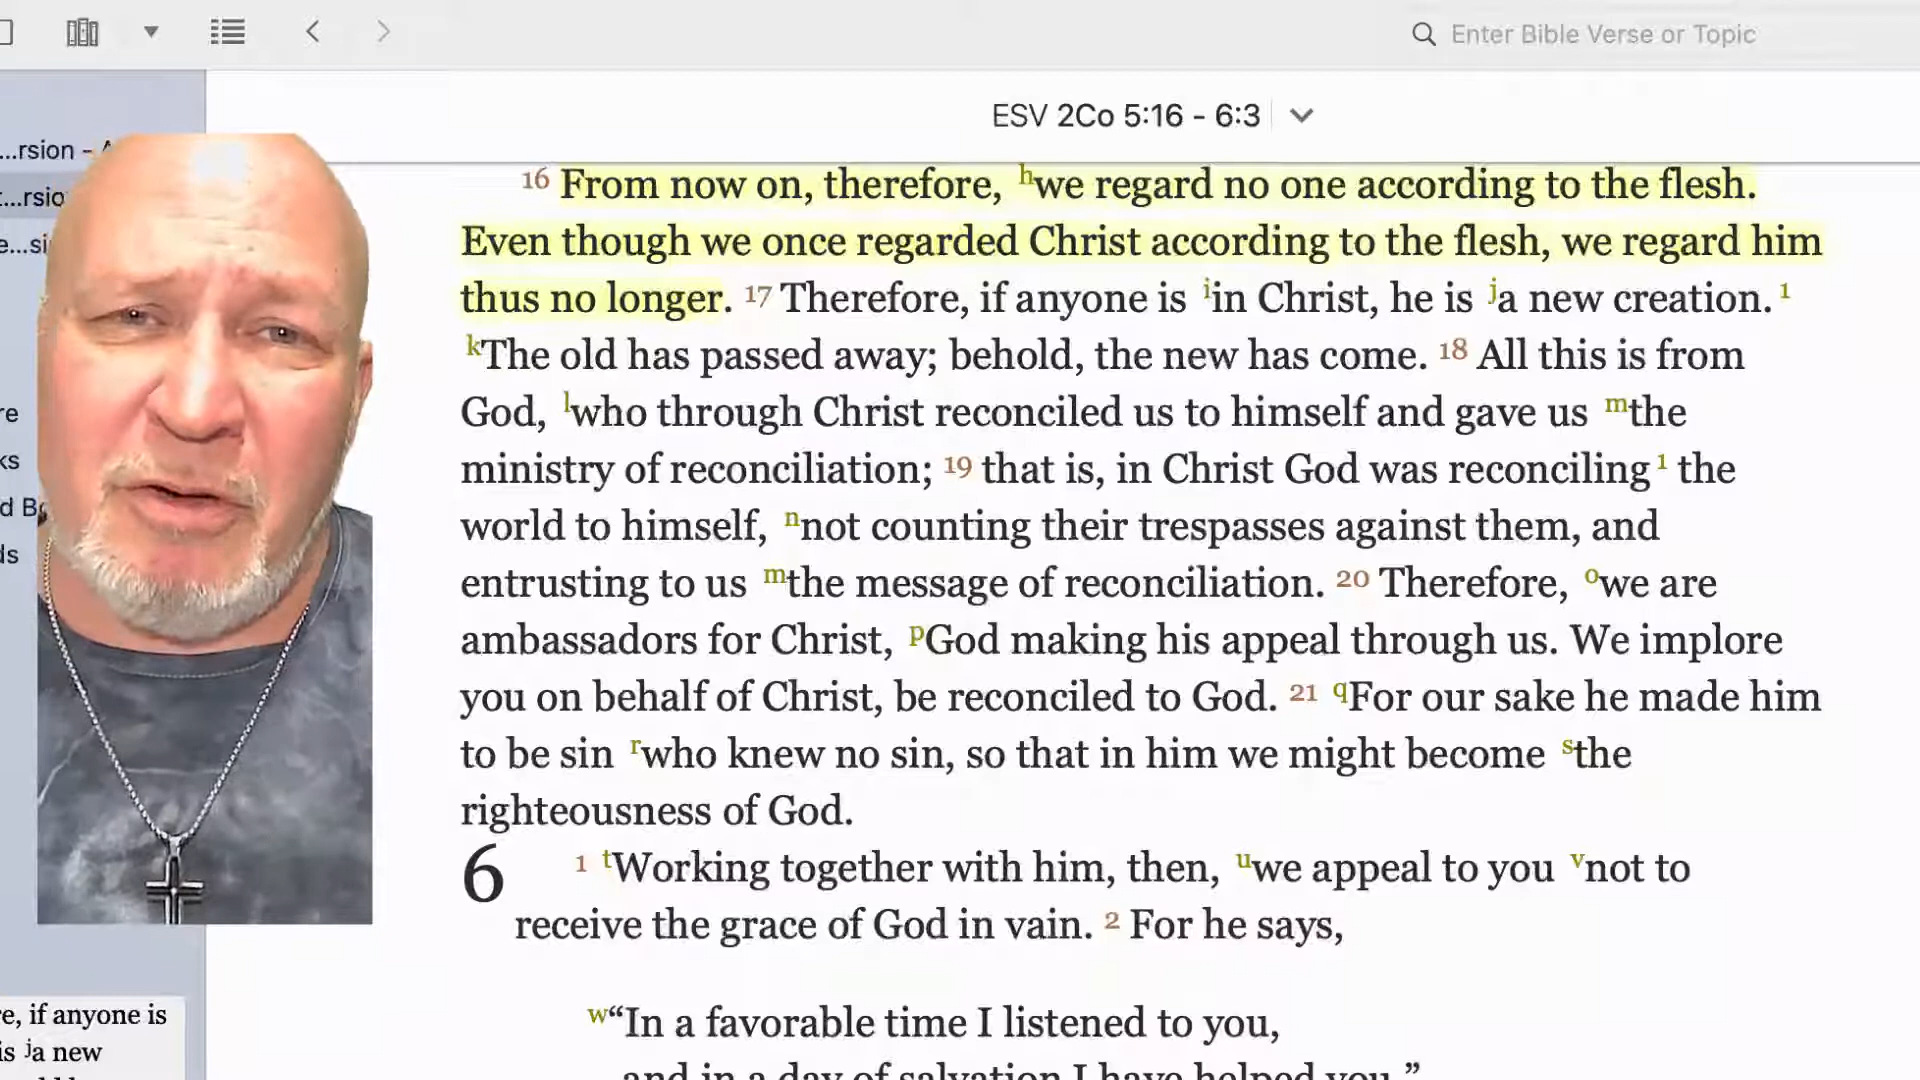 Enter Bible Verse or Topic
ESV 2Co 5:16 - 6:3
...rsion -
...rsio
16 From now on, therefore, hwe regard no one according to the flesh.
Even though we once regarded Christ according to the flesh, we regard him
thus no longer. 17 Therefore, if anyone is iin Christ, he is ja new creation. 1
kThe old has passed away; behold, the new has come. 18 All this is from
God, lwho through Christ reconciled us to himself and gave us mthe
ministry of reconciliation; 19 that is, in Christ God was reconciling 1 the
world to himself, nnot counting their trespasses against them, and
entrusting to us mthe message of reconciliation. 20 Therefore, owe are
ambassadors for Christ, pGod making his appeal through us. We implore
you on behalf of Christ, be reconciled to God. 21 qFor our sake he made him
to be sin rwho knew no sin, so that in him we might become sthe
righteousness of God.
6 1 tWorking together with him, then, uwe appeal to you vnot to
receive the grace of God in vain. 2 For he says,
w“In a favorable time I listened to you,
and in a day of salvation I have helped you.”
re, if anyone is
is ja new